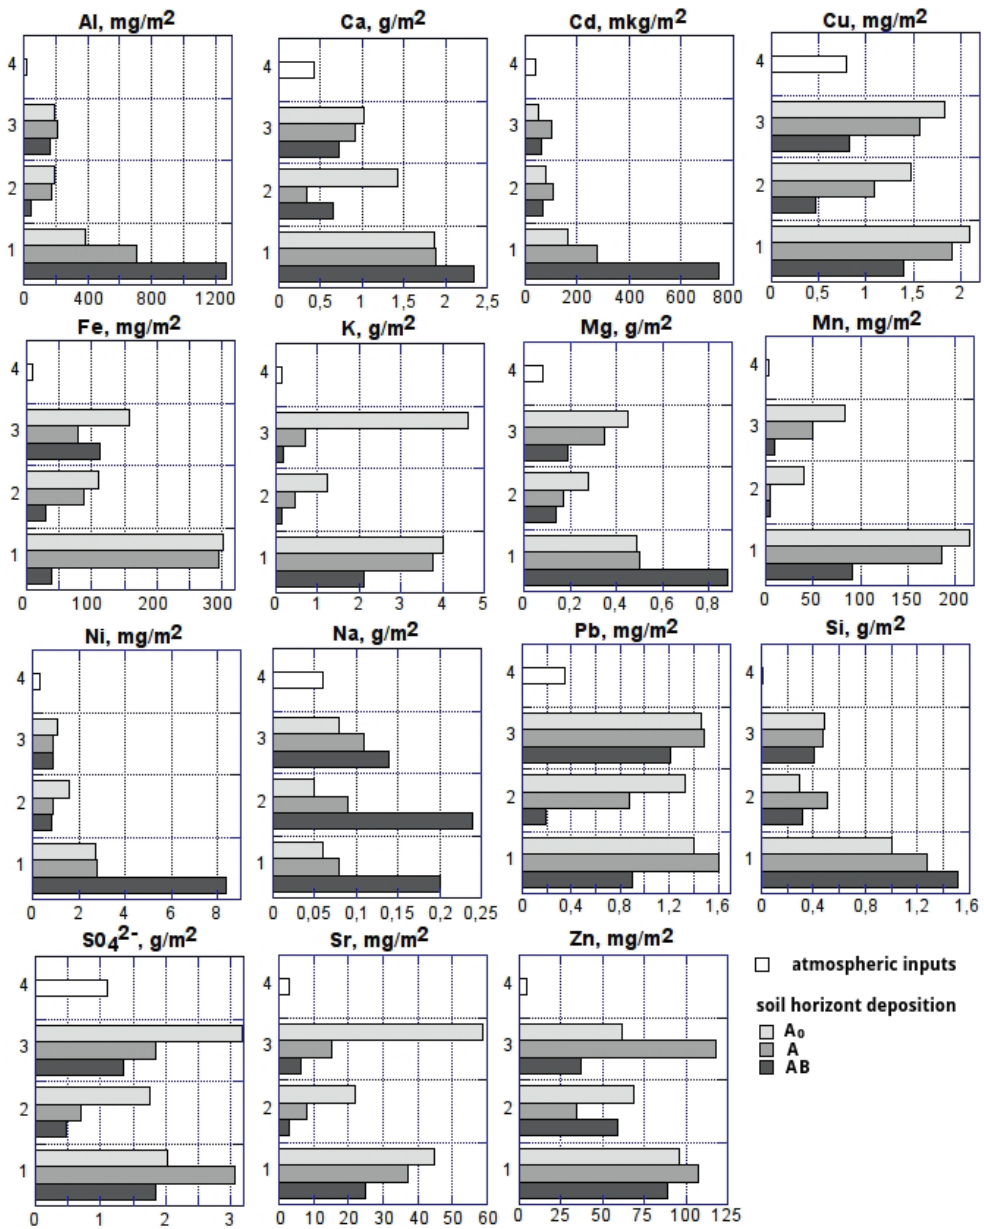 Al, mg/m2
Ca, g/m2
Cd, mkg/m2
Cu, mg/m2
4
3
2
1
0 400 800 1200
4
3
2
1
0 0,5 1 1,5 2 2,5
4
3
2
1
0 200 400 600 800
4
3
2
1
0 0,5 1 1,5 2
Fe, mg/m2
K, g/m2
Mg, g/m2
Mn, mg/m2
4
3
2
1
0 100 200 300
4
3
2
1
0 1 2 3 4 5
4
3
2
1
0 0,2 0,4 0,6 0,8
4
3
2
1
0 50 100 150 200
Ni, mg/m2
Na, g/m2
Pb, mg/m2
Si, g/m2
4
3
2
1
0 2 4 6 8
4
3
2
1
0 0,05 0,1 0,15 0,2 0,25
4
3
2
1
0 0,4 0,8 1,2 1,6
4
3
2
1
0 0,4 0,8 1,2 1,6
SO4 2-, g/m2
Sr, mg/m2
Zn, mg/m2
4
3
2
1
0 1 2 3
4
3
2
1
0 10 20 30 40 50 60
4
3
2
1
0 25 50 75 100 125
atmospheric inputs
soil horizont deposition
A0
A
AB